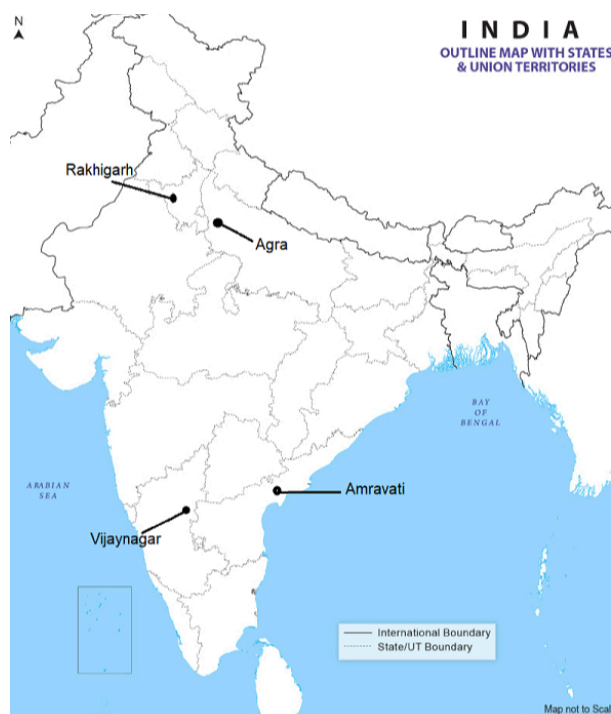 N
INDIA
OUTLINE MAP WITH STATES
& UNION TERRITORIES
Rakhigarh
Agra
BAY
OF
BENGAL
ARABIAN
SEA
Amravati
Vijaynagar
International Boundary
State/UT Boundary
Map not to Scal